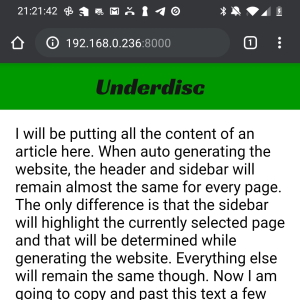 21:21:42
192.168.0.236:8000
1
Underdisc
I will be putting all the content of an
article here. When auto generating the
website, the header and sidebar will
remain almost the same for every page.
The only difference is that the sidebar
will highlight the currently selected page
and that will be determined while
generating the website. Everything else
will remain the same though. Now I am
going to copy and past this text a few